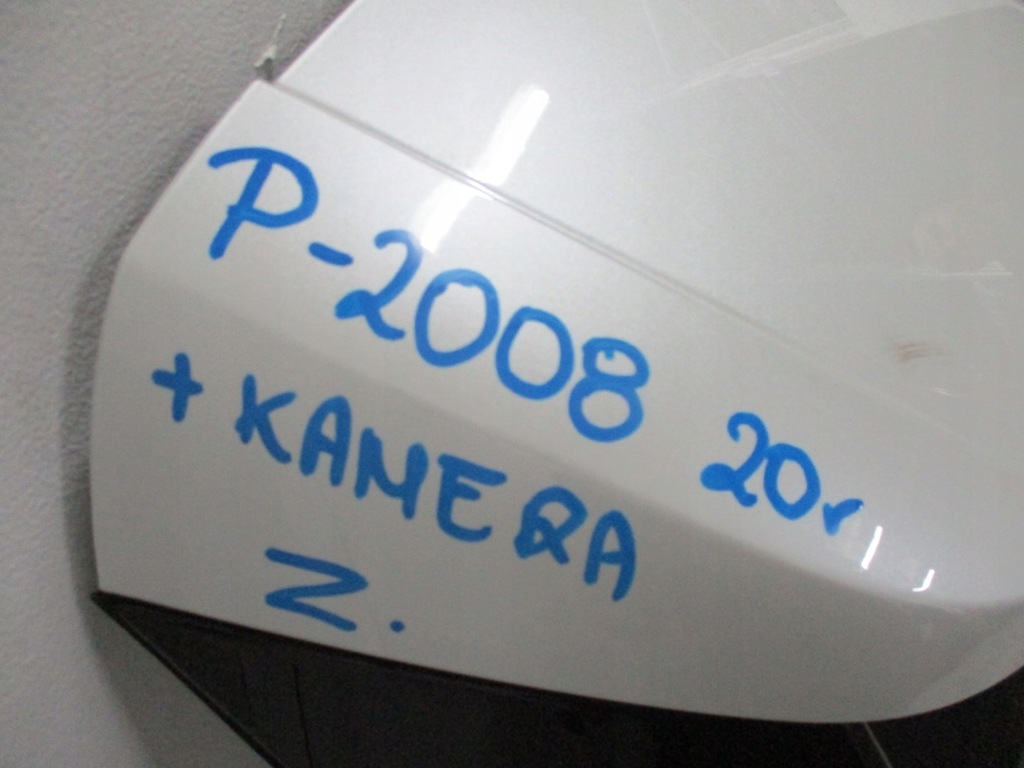 P-2008 20r
+ KAMERA
Z.